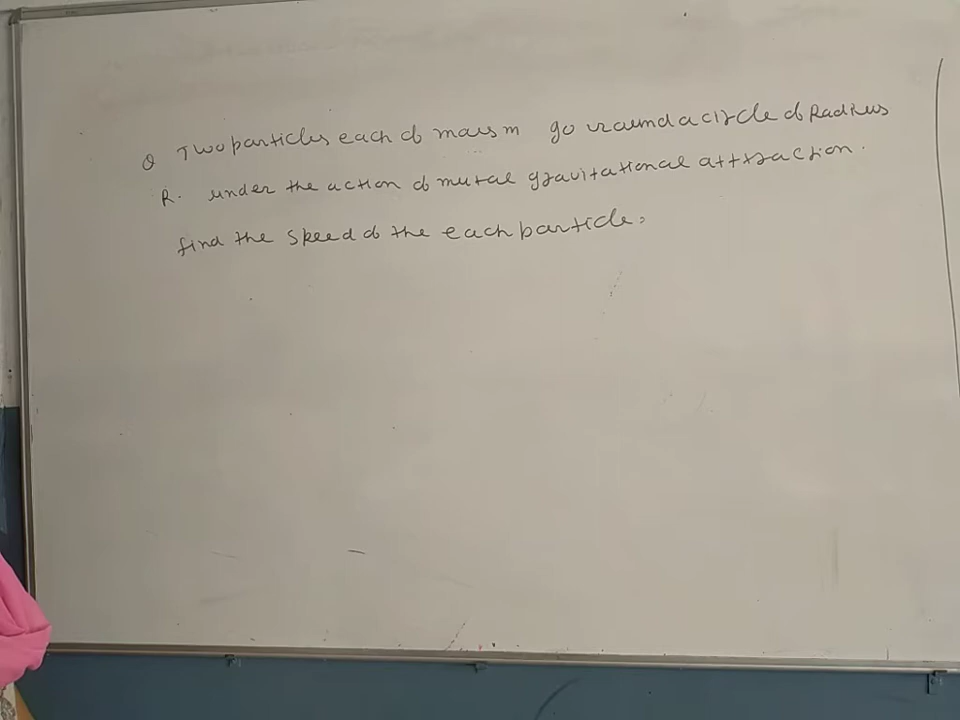 Q Two particles each of mass m go round a circle of Radius
R. under the action of mutal gravitational attraction.
find the speed of the each particle.